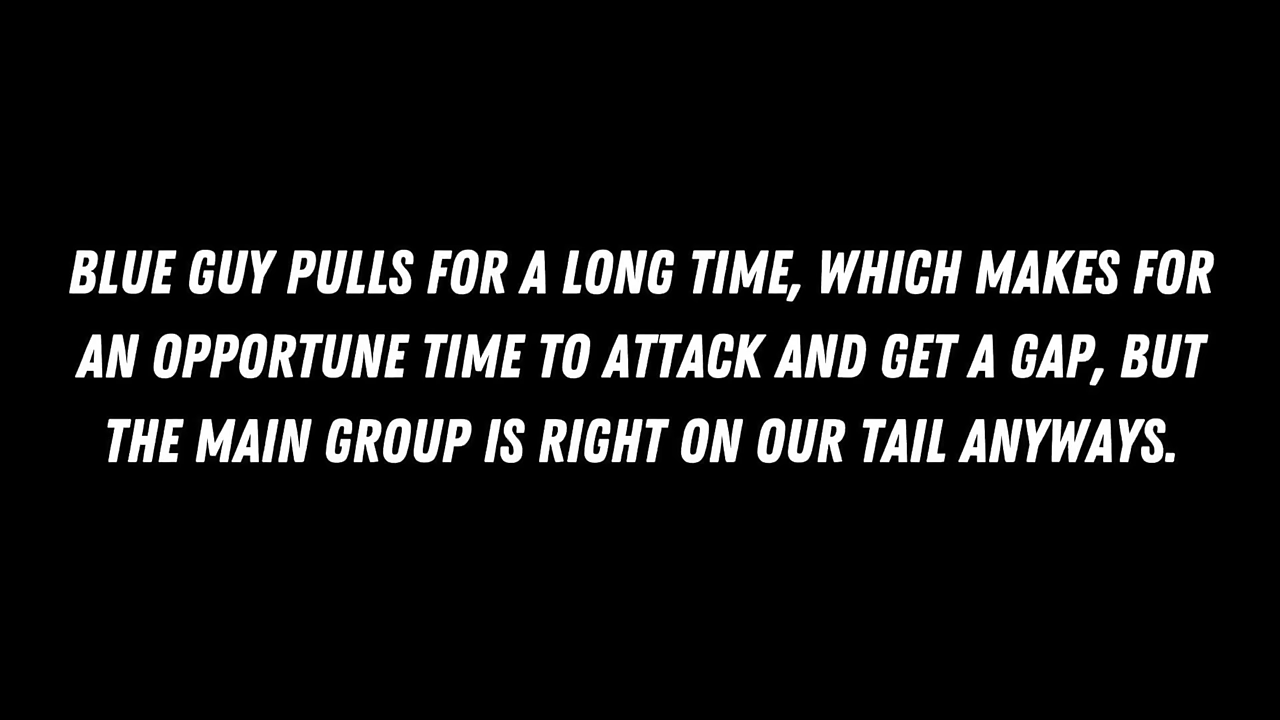 BLUE GUY PULLS FOR A LONG TIME, WHICH MAKES FOR
AN OPPORTUNE TIME TO ATTACK AND GET A GAP, BUT
THE MAIN GROUP IS RIGHT ON OUR TAIL ANYWAYS.